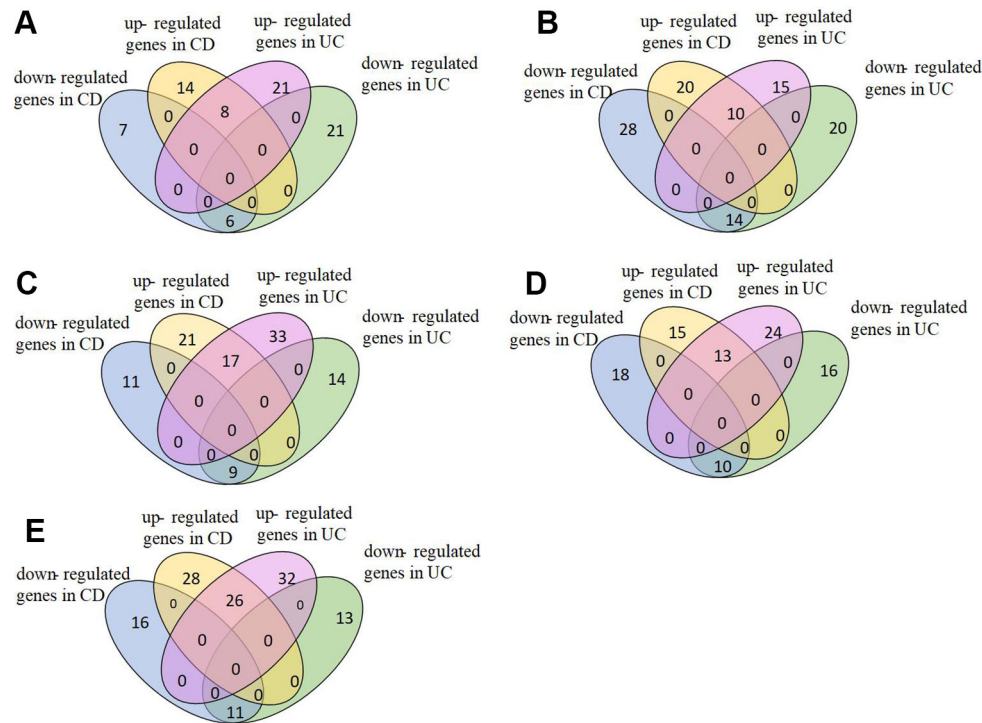 A
up- regulated
genes in CD
up- regulated
genes in UC
down-regulated
genes in CD
down- regulated
genes in UC
14
21
8
0
0
7
21
0
0
0
0
0
0
0
6
B
up- regulated
genes in CD
up- regulated
genes in UC
down- regulated
genes in CD
down- regulated
genes in UC
20
15
10
0
0
28
20
0
0
0
0
0
0
0
14
C
up- regulated
genes in CD
up- regulated
genes in UC
down- regulated
genes in CD
down- regulated
genes in UC
21
33
17
0
0
11
14
0
0
0
0
0
0
0
9
D
up- regulated
genes in CD
up- regulated
genes in UC
down- regulated
genes in CD
down- regulated
genes in UC
15
24
13
0
0
18
16
0
0
0
0
0
0
0
10
E
up- regulated
genes in CD
up- regulated
genes in UC
down- regulated
genes in CD
down- regulated
genes in UC
28
32
26
0
0
16
13
0
0
0
0
0
0
0
11